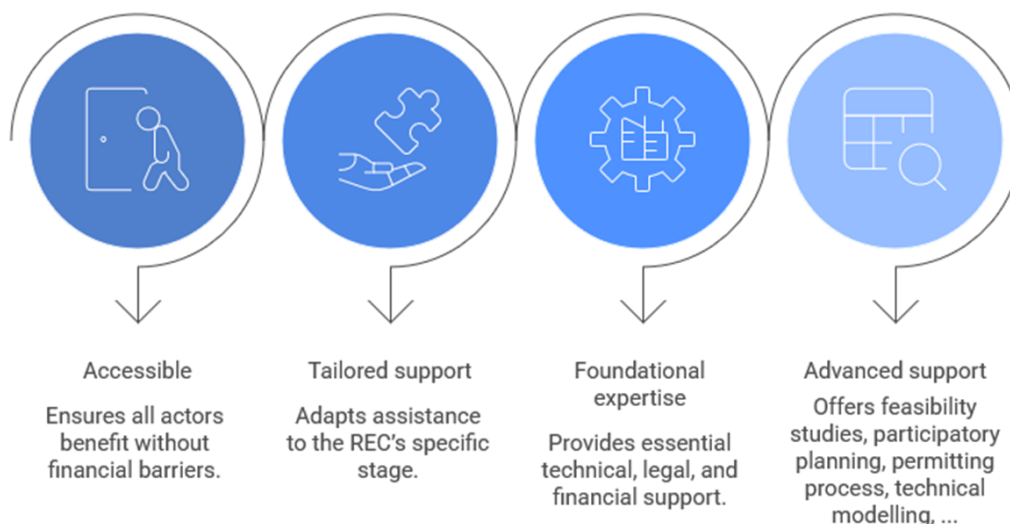 Accessible
Ensures all actors
benefit without
financial barriers.
Tailored support
Adapts assistance
to the REC's specific
stage.
Foundational
expertise
Provides essential
technical, legal, and
financial support.
Advanced support
Offers feasibility
studies, participatory
planning, permitting
process, technical
modelling, ...